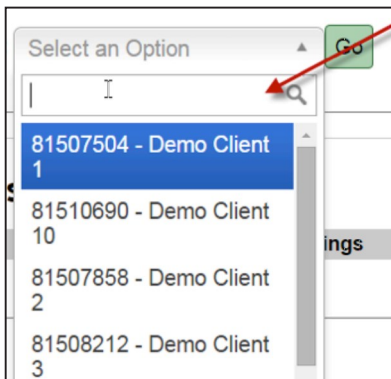 Select an Option
Go
81507504 - Demo Client
1
81510690 - Demo Client
10
ings
81507858 - Demo Client
2
81508212 - Demo Client
3